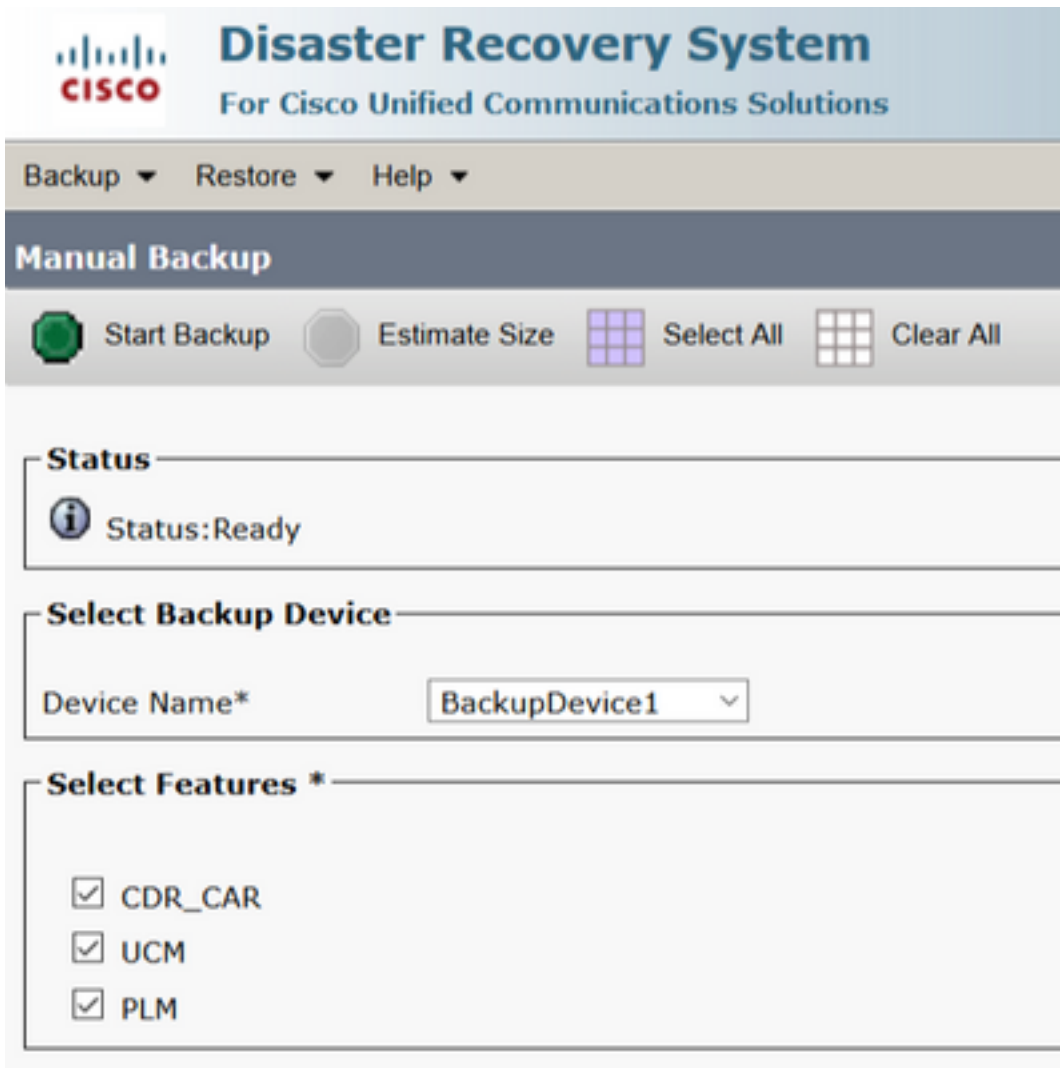 CISCO
Disaster Recovery System
For Cisco Unified Communications Solutions
Backup Restore Help
Manual Backup
Start Backup Estimate Size Select All Clear All
Status
Status:Ready
Select Backup Device
Device Name* BackupDevice1
Select Features *
CDR_CAR
UCM
PLM